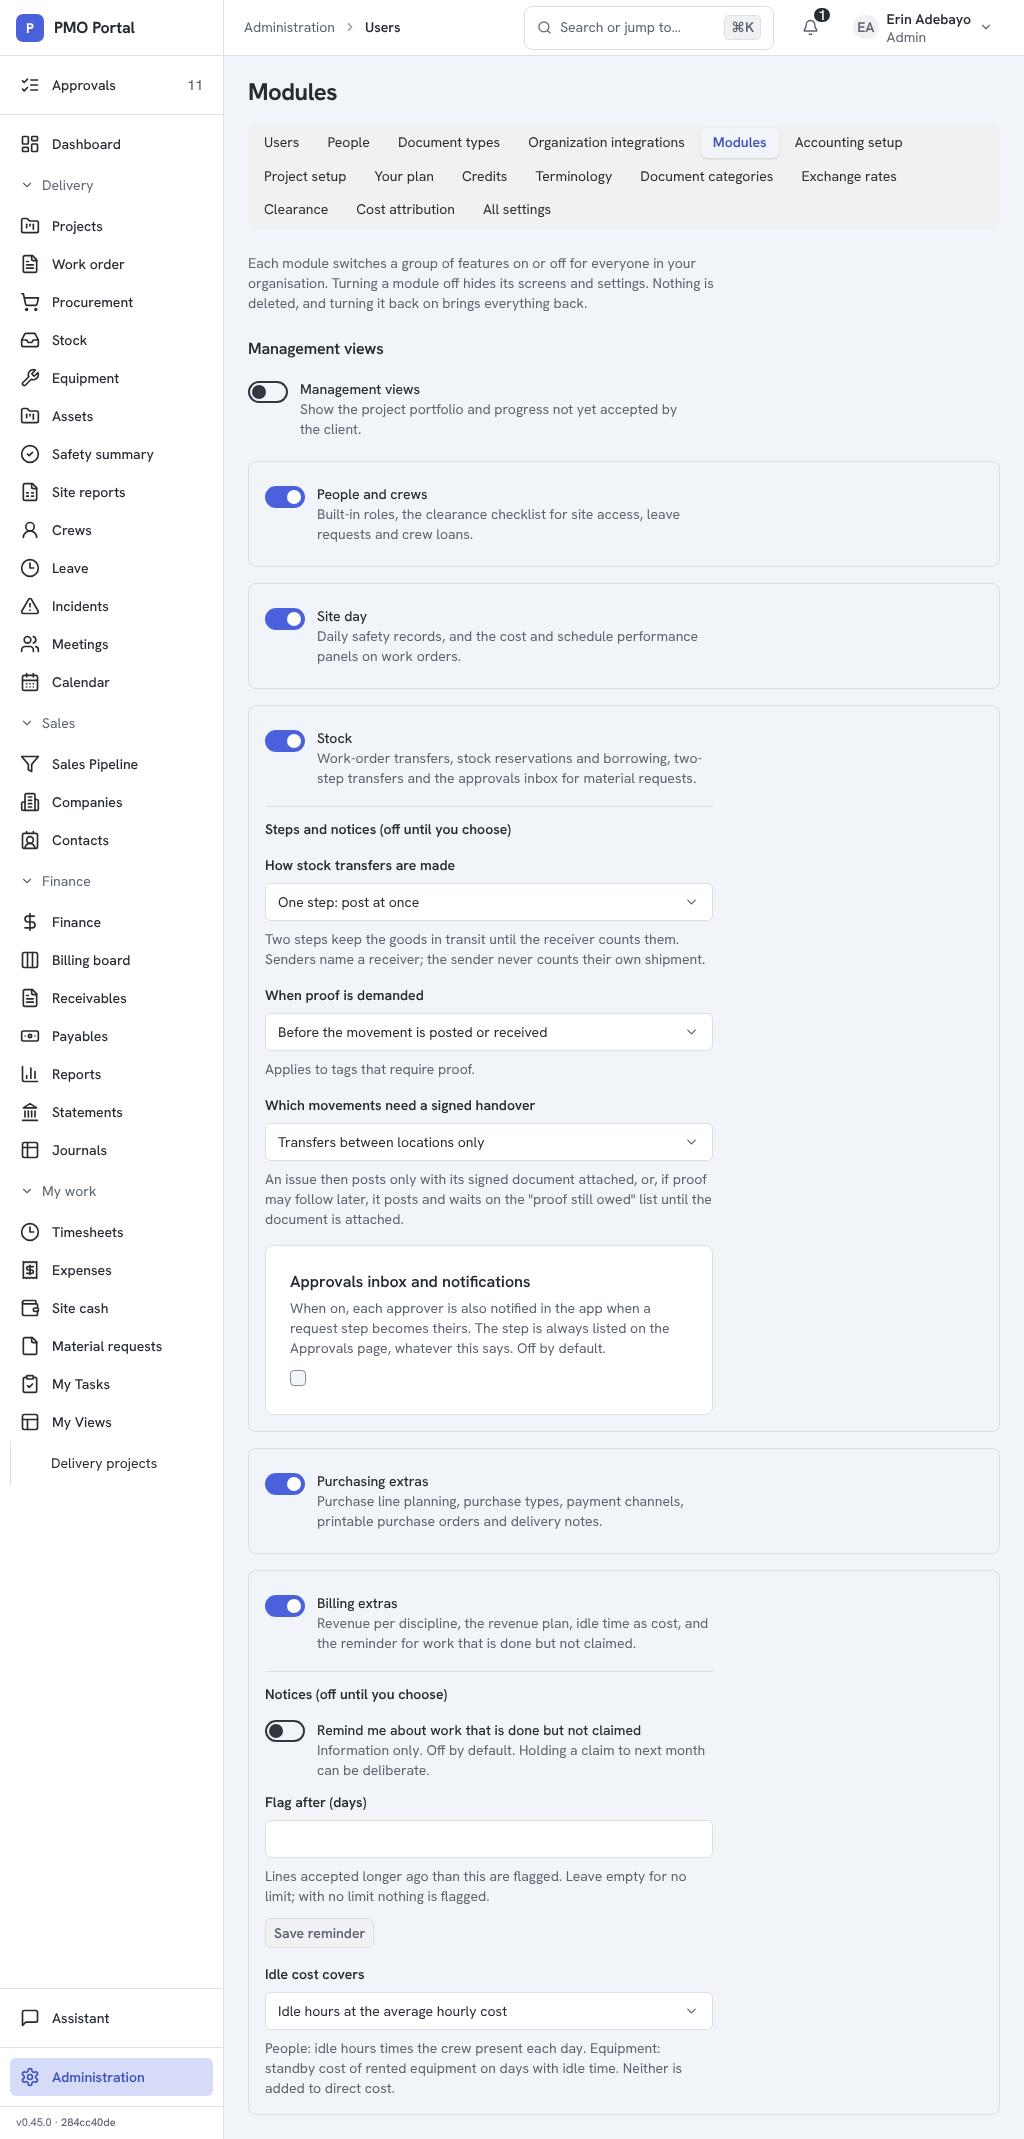 P PMO Portal
Administration > Users
Search or jump to... ⌘K
1
EA Erin Adebayo
Admin
Approvals 11
Dashboard
Delivery
Projects
Work order
Procurement
Stock
Equipment
Assets
Safety summary
Site reports
Crews
Leave
Incidents
Meetings
Calendar
Sales
Sales Pipeline
Companies
Contacts
Finance
Finance
Billing board
Receivables
Payables
Reports
Statements
Journals
My work
Timesheets
Expenses
Site cash
Material requests
My Tasks
My Views
Delivery projects
Assistant
Administration
v0.45.0 · 284cc40de
Modules
Users People Document types Organization integrations Modules Accounting setup
Project setup Your plan Credits Terminology Document categories Exchange rates
Clearance Cost attribution All settings
Each module switches a group of features on or off for everyone in your
organisation. Turning a module off hides its screens and settings. Nothing is
deleted, and turning it back on brings everything back.
Management views
Management views
Show the project portfolio and progress not yet accepted by
the client.
People and crews
Built-in roles, the clearance checklist for site access, leave
requests and crew loans.
Site day
Daily safety records, and the cost and schedule performance
panels on work orders.
Stock
Work-order transfers, stock reservations and borrowing, two-
step transfers and the approvals inbox for material requests.
Steps and notices (off until you choose)
How stock transfers are made
One step: post at once
Two steps keep the goods in transit until the receiver counts them.
Senders name a receiver; the sender never counts their own shipment.
When proof is demanded
Before the movement is posted or received
Applies to tags that require proof.
Which movements need a signed handover
Transfers between locations only
An issue then posts only with its signed document attached, or, if proof
may follow later, it posts and waits on the "proof still owed" list until the
document is attached.
Approvals inbox and notifications
When on, each approver is also notified in the app when a
request step becomes theirs. The step is always listed on the
Approvals page, whatever this says. Off by default.
Purchasing extras
Purchase line planning, purchase types, payment channels,
printable purchase orders and delivery notes.
Billing extras
Revenue per discipline, the revenue plan, idle time as cost, and
the reminder for work that is done but not claimed.
Notices (off until you choose)
Remind me about work that is done but not claimed
Information only. Off by default. Holding a claim to next month
can be deliberate.
Flag after (days)
Lines accepted longer ago than this are flagged. Leave empty for no
limit; with no limit nothing is flagged.
Save reminder
Idle cost covers
Idle hours at the average hourly cost
People: idle hours times the crew present each day. Equipment:
standby cost of rented equipment on days with idle time. Neither is
added to direct cost.